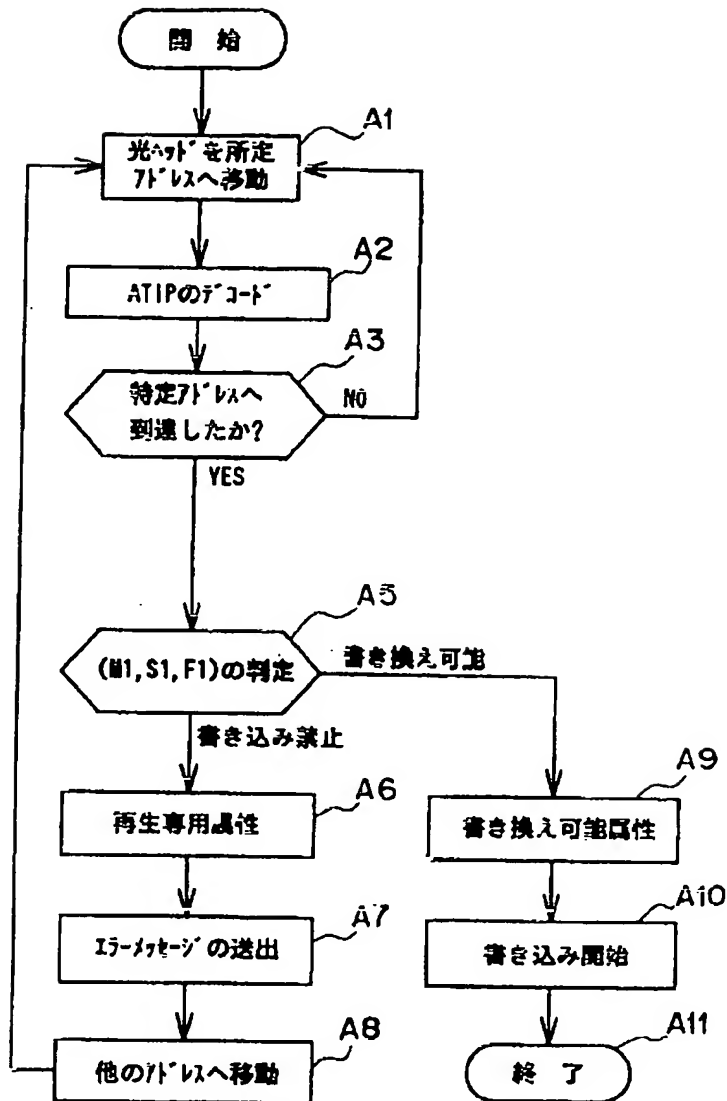 開 始
A1
光ヘッドを所定
アドレスへ移動
A2
ATIPのデコード
A3
特定アドレスへ
到達したか?
NO
YES
A5
(M1,S1,F1)の判定
書き換え可能
書き込み禁止
A6
再生専用属性
A9
書き換え可能属性
A7
エラーメッセージの送出
A10
書き込み開始
A8
他のアドレスへ移動
A11
終 了